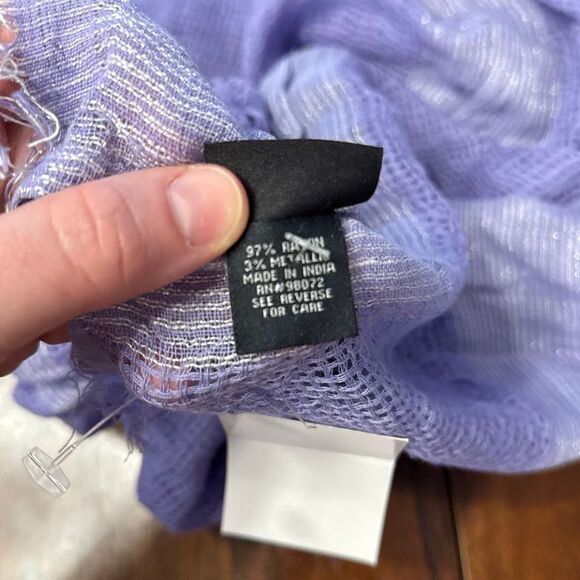 97% RAYON
3% METALLIC
MADE IN INDIA
RN#98072
SEE REVERSE
FOR CARE